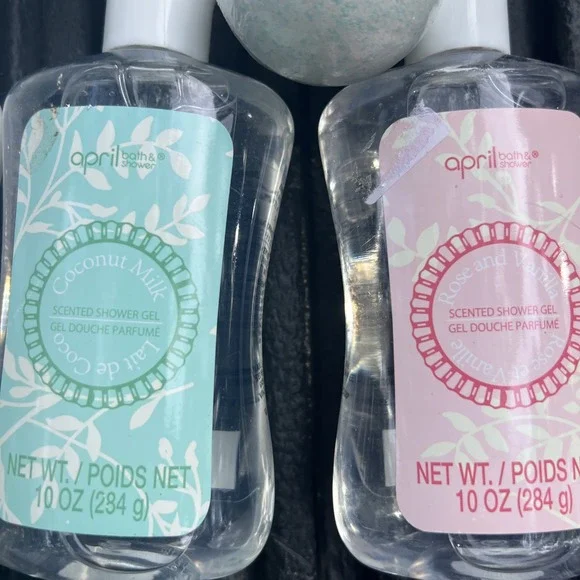 april bath & shower®
Coconut Milk
SCENTED SHOWER GEL
GEL DOUCHE PARFUMÉ
Lait de Coco
NET WT. / POIDS NET
10 OZ (284 g)
april bath & shower®
Rose and Vanilla
SCENTED SHOWER GEL
GEL DOUCHE PARFUMÉ
Rose et Vanille
NET WT. / POIDS N
10 OZ (284 g)